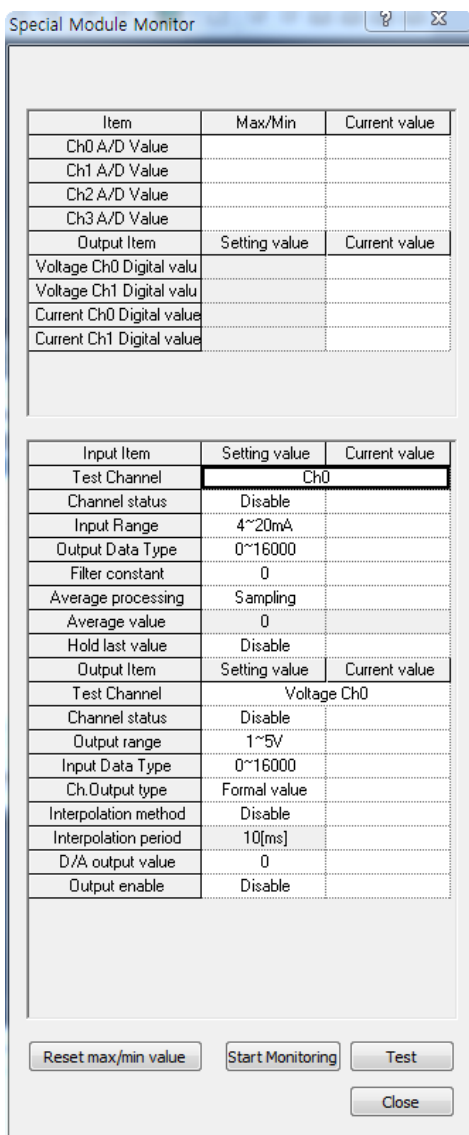 Special Module Monitor
Item Max/Min Current value
Ch0 A/D Value
Ch1 A/D Value
Ch2 A/D Value
Ch3 A/D Value
Output Item Setting value Current value
Voltage Ch0 Digital valu
Voltage Ch1 Digital valu
Current Ch0 Digital value
Current Ch1 Digital value
Input Item Setting value Current value
Test Channel Ch0
Channel status Disable
Input Range 4~20mA
Output Data Type 0~16000
Filter constant 0
Average processing Sampling
Average value 0
Hold last value Disable
Output Item Setting value Current value
Test Channel Voltage Ch0
Channel status Disable
Output range 1~5V
Input Data Type 0~16000
Ch.Output type Formal value
Interpolation method Disable
Interpolation period 10[ms]
D/A output value 0
Output enable Disable
Reset max/min value Start Monitoring Test
Close